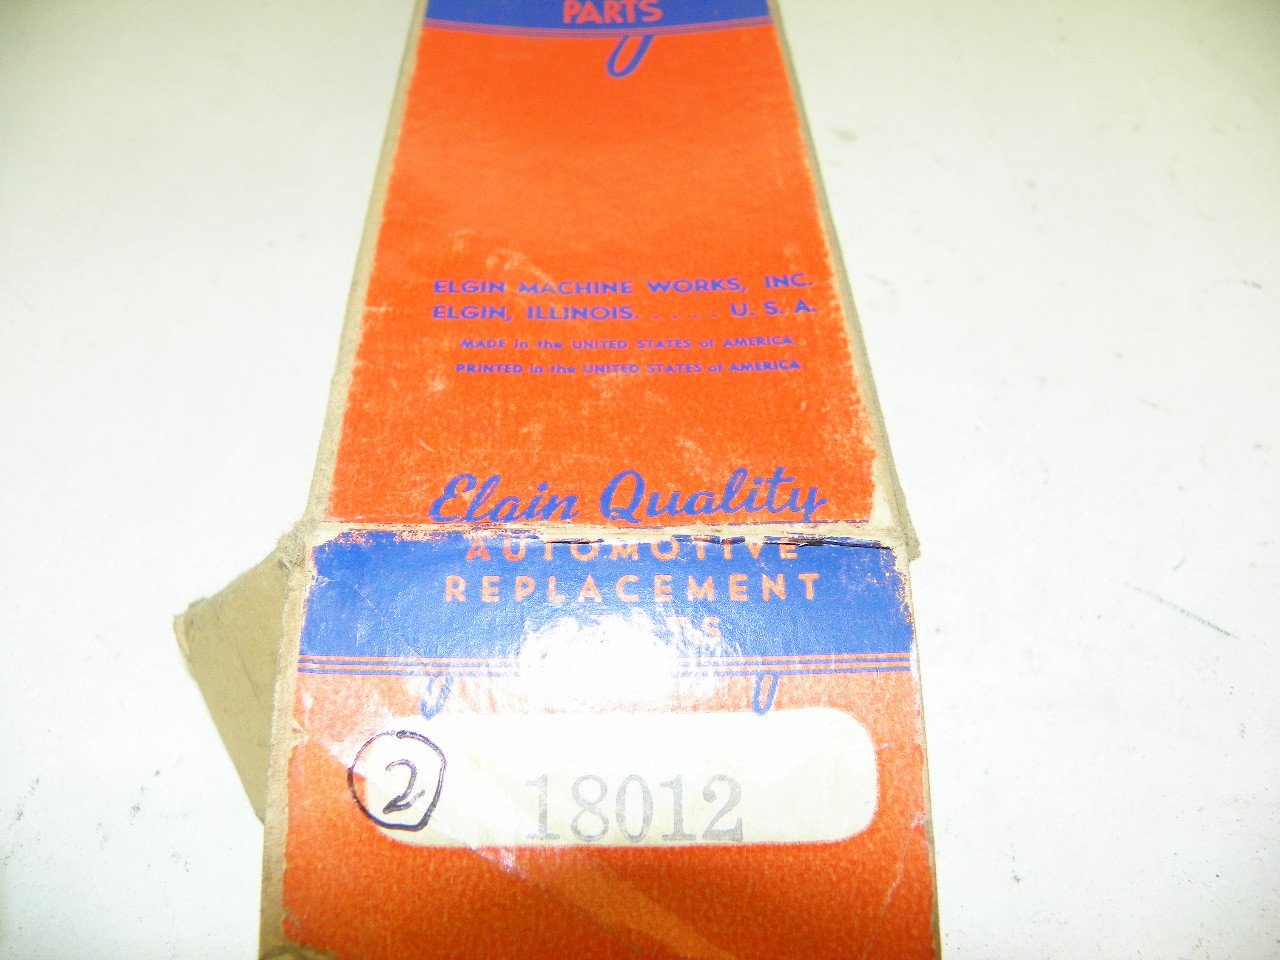 PARTS
ELGIN MACHINE WORKS, INC.
ELGIN, ILLINOIS. . . . . U. S. A.
MADE in the UNITED STATES of AMERICA
PRINTED in the UNITED STATES of AMERICA
Elgin Quality
AUTOMOTIVE
REPLACEMENT
PARTS
2
18012